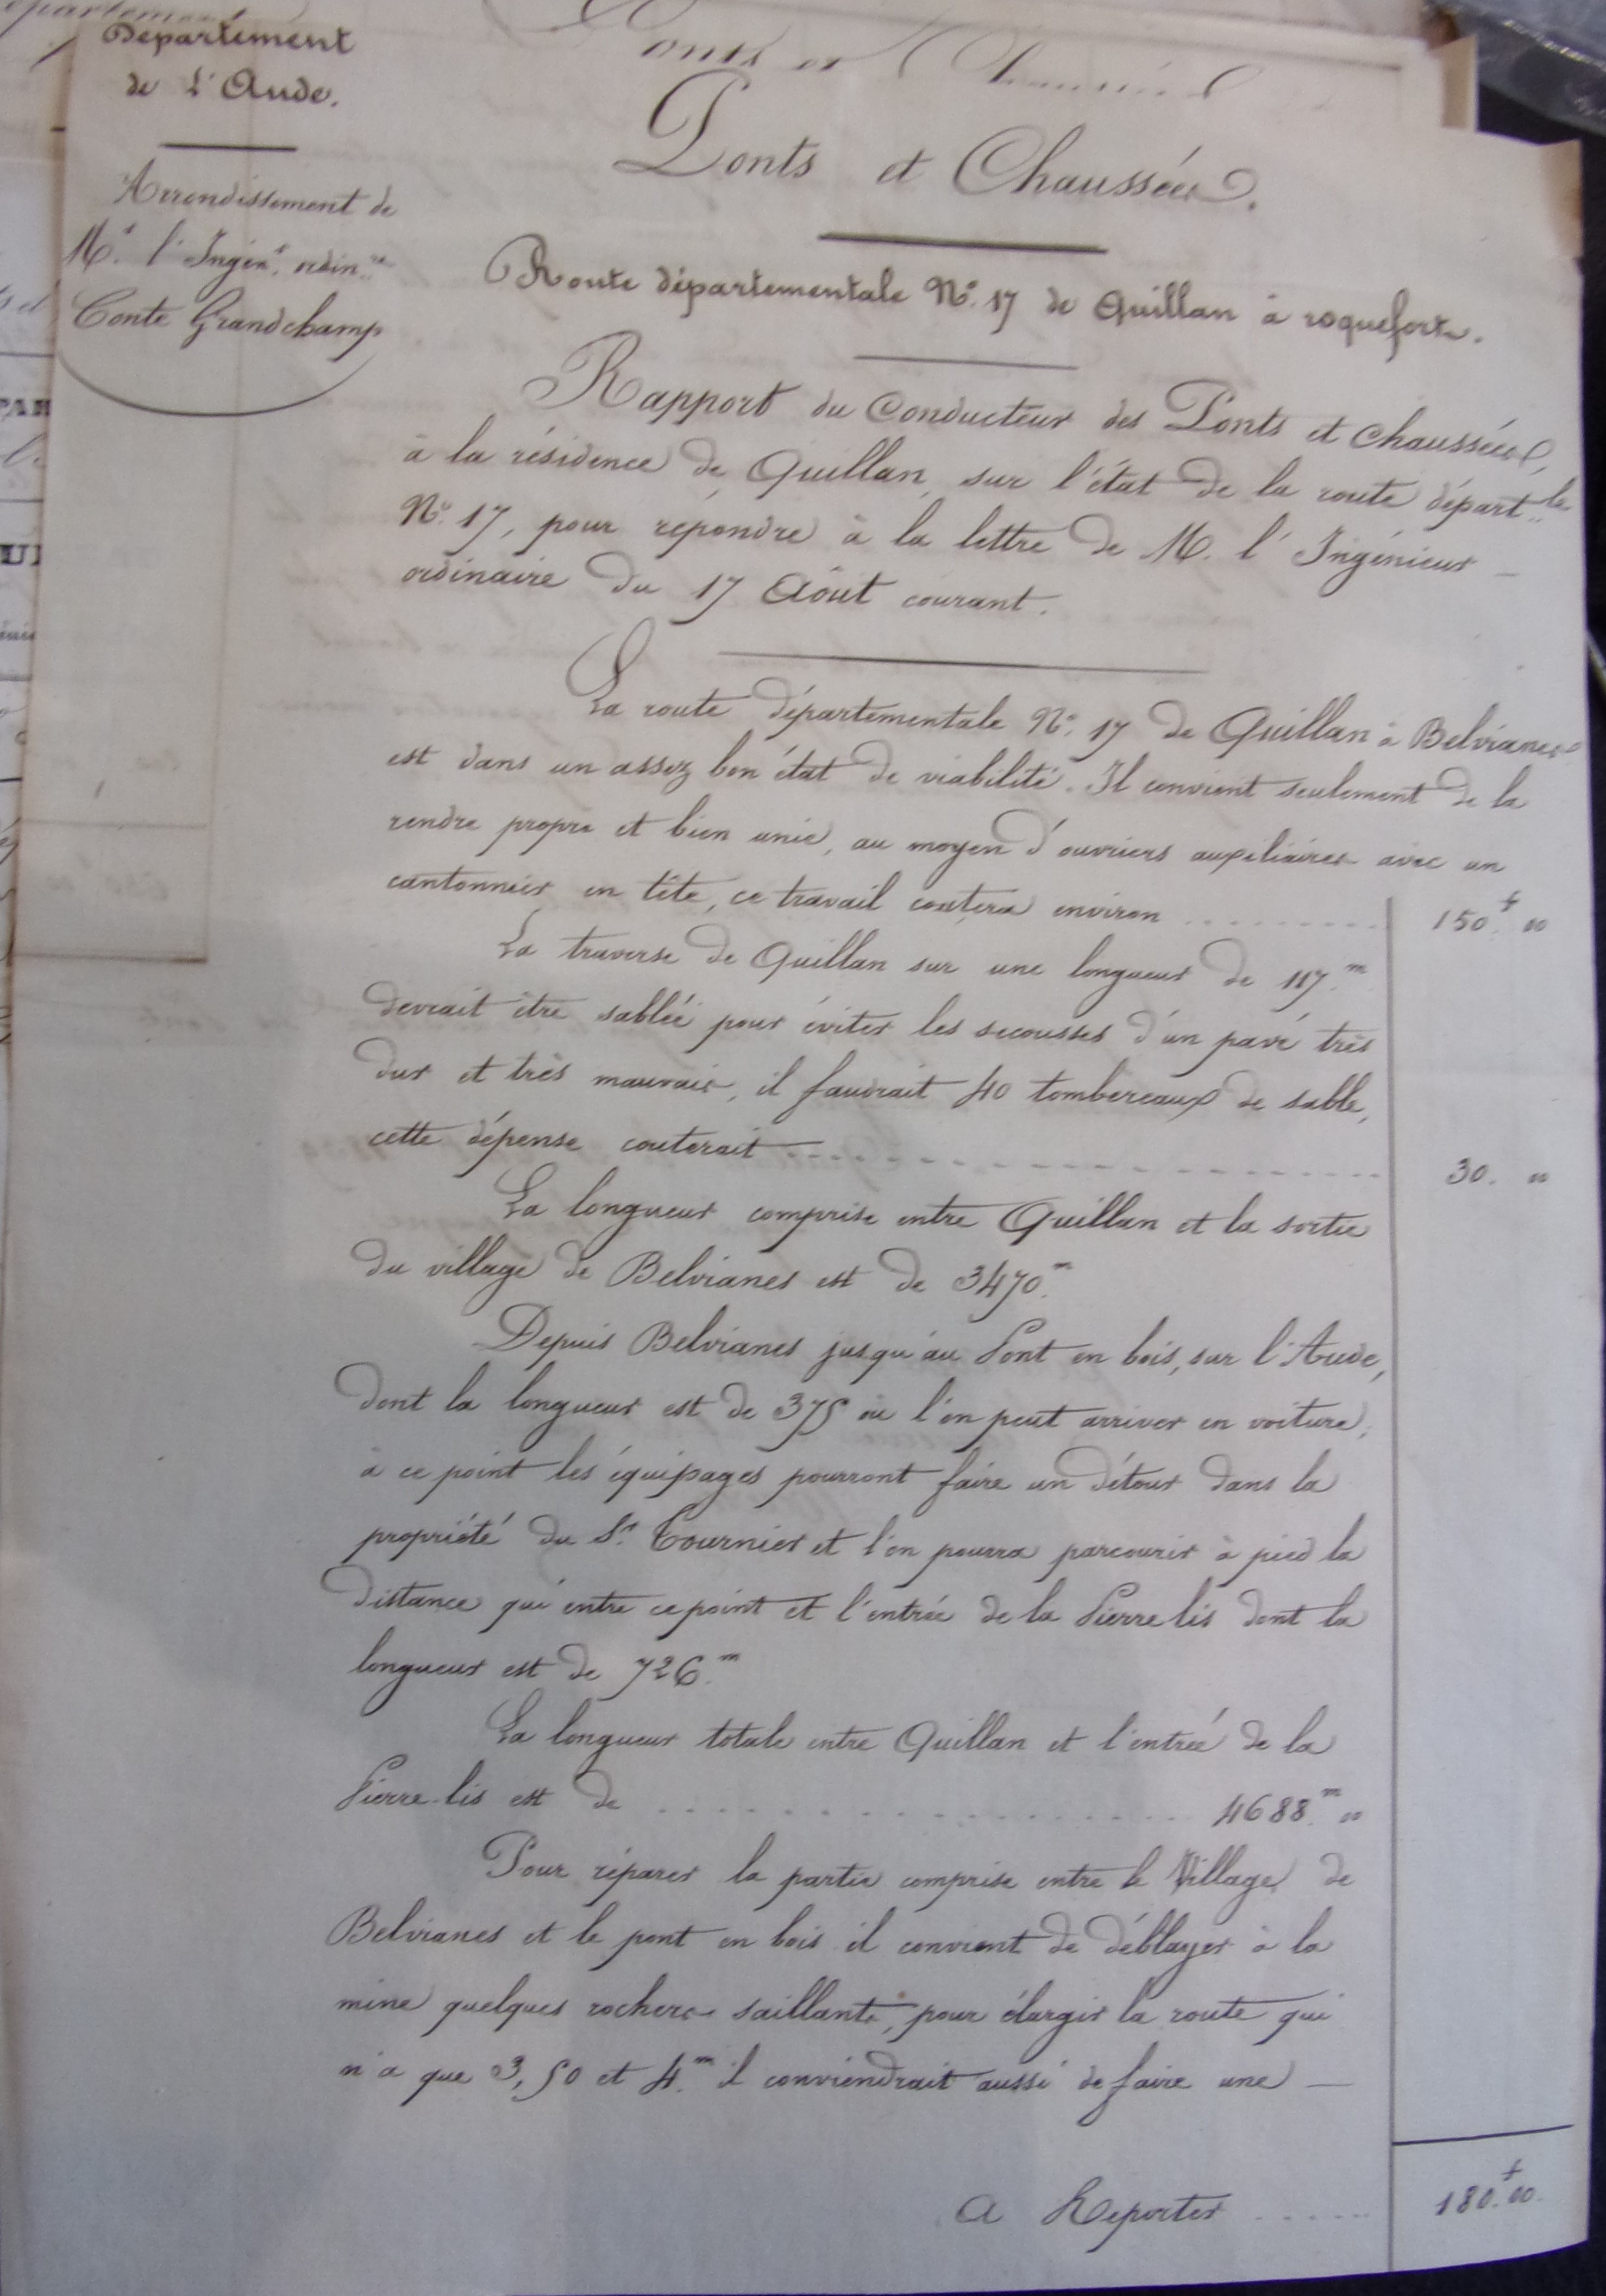 Département
de L'Aude.
Arrondissement de
Mr. l'Ingénr. ordinre
Conte Grandchamp
Ponts et Chaussées.
Route départementale No. 17 de Quillan à roquefort.
Rapport du Conducteur des Ponts et chaussées,
à la résidence de Quillan, sur l'état de la route départ.le
No. 17, pour répondre à la lettre de M. l'Ingénieur
ordinaire du 17 Aôut courant.
La route départementale No. 17 de Quillan à Belvianes
est dans un assez bon état de viabilité. Il convient seulement de la
rendre propre et bien unie, au moyen d'ouvriers auxiliaires avec un
cantonnier en tête, ce travail coutera environ ......... 150.f 00
La traverse de Quillan sur une longueur de 117.m
devrait être sablée pour éviter les secousses d'un pavé très
dur et très mauvais, il faudrait 40 tombereaux de sable,
cette dépense couterait ......... 30. 00
La longueur comprise entre Quillan et la sortie
du village de Belvianes est de 3470.m
Depuis Belvianes jusqu'au Pont en bois, sur l'Aude,
dont la longueur est de 375 où l'on peut arriver en voiture,
à ce point les équipages pourront faire un détour dans la
propriété du Sr. Tournier et l'on pourra parcourir à pied la
distance qui entre ce point et l'entrée de la Pierre lis dont la
longueur est de 726.m
La longueur totale entre Quillan et l'entrée de la
Pierre-lis est de ......... 4688.m 00
Pour réparer la partie comprise entre le Village de
Belvianes et le pont en bois il convient de déblayer à la
mine quelques rochers saillants, pour élargir la route qui
n'a que 3,50 et 4.m il conviendrait aussi de faire une —
A Reporter ..... 180.f 00.